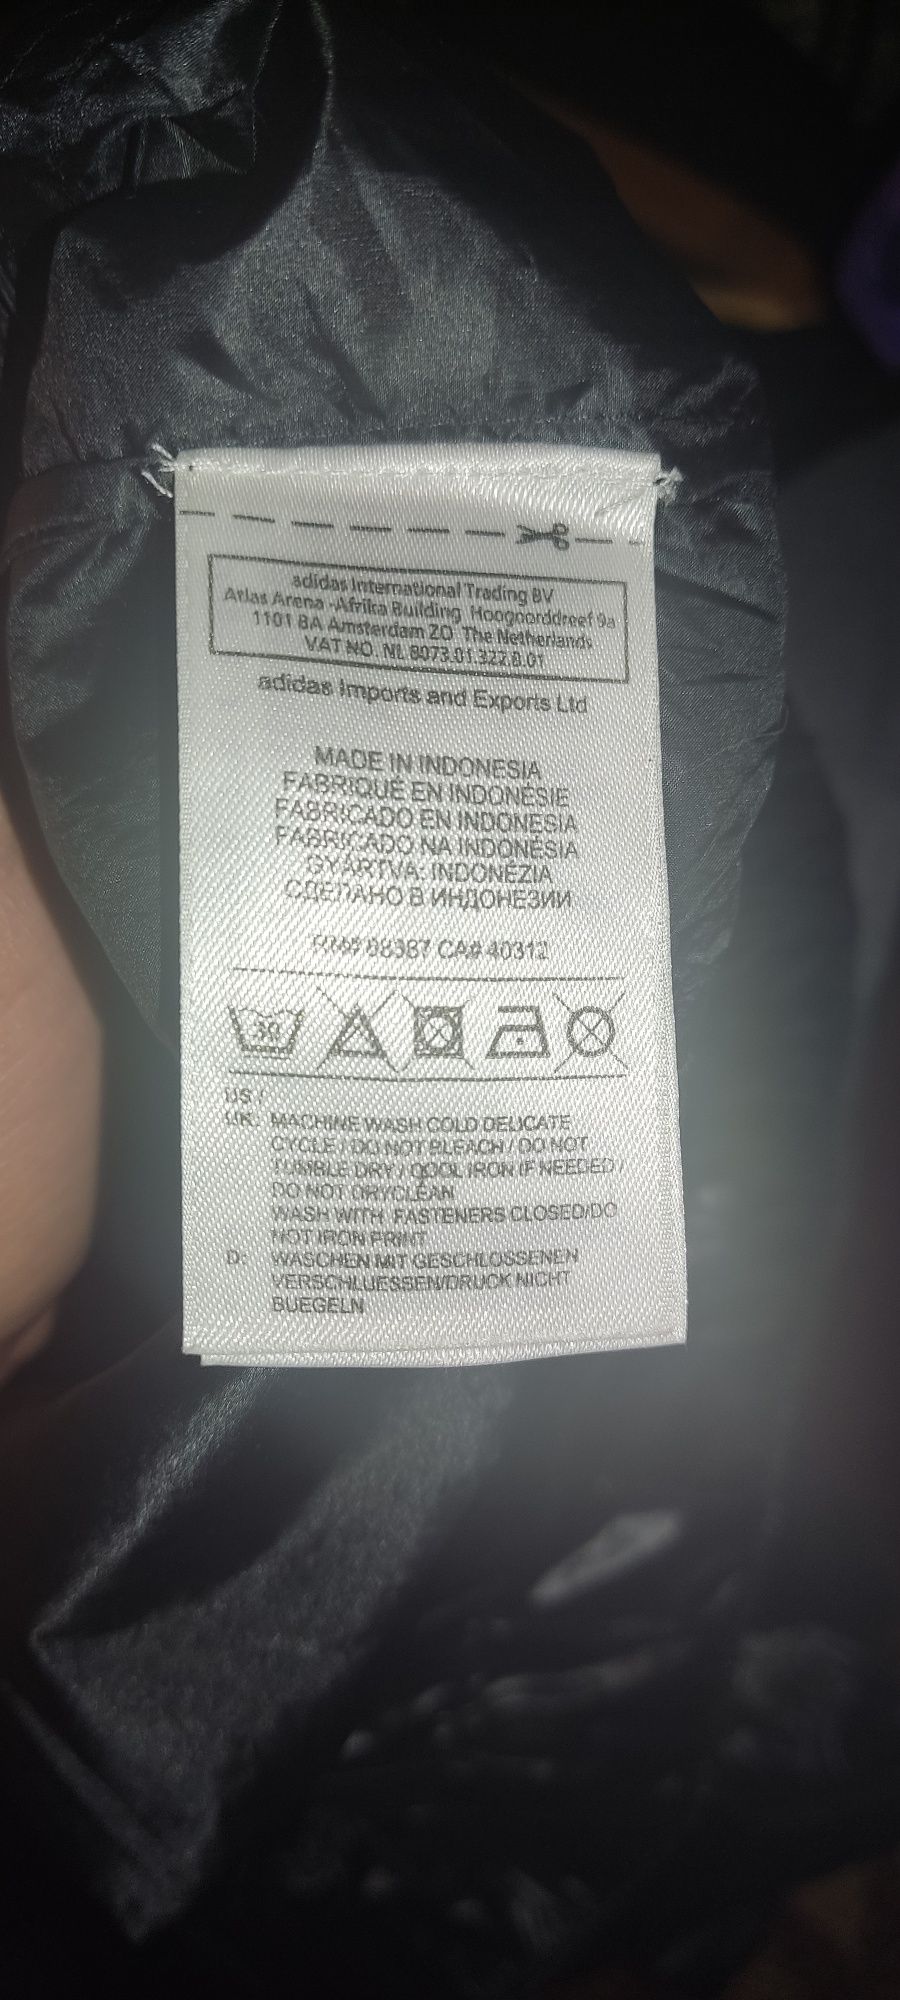 adidas International Trading BV
Atlas Arena -Afrika Building Hoogoorddreef 9a
1101 BA Amsterdam ZO The Netherlands
VAT NO. NL 8073.01.322.B.01
adidas Imports and Exports Ltd
MADE IN INDONESIA
FABRIQUÉ EN INDONÉSIE
FABRICADO EN INDONESIA
FABRICADO NA INDONÉSIA
GYÁRTVA: INDONÉZIA
СДЕЛАНО В ИНДОНЕЗИИ
RN# 88387 CA# 40312
30
US /
UK: MACHINE WASH COLD DELICATE
CYCLE / DO NOT BLEACH / DO NOT
TUMBLE DRY / COOL IRON IF NEEDED /
DO NOT DRYCLEAN
WASH WITH FASTENERS CLOSED/DO
NOT IRON PRINT
D: WASCHEN MIT GESCHLOSSENEN
VERSCHLUESSEN/DRUCK NICHT
BUEGELN